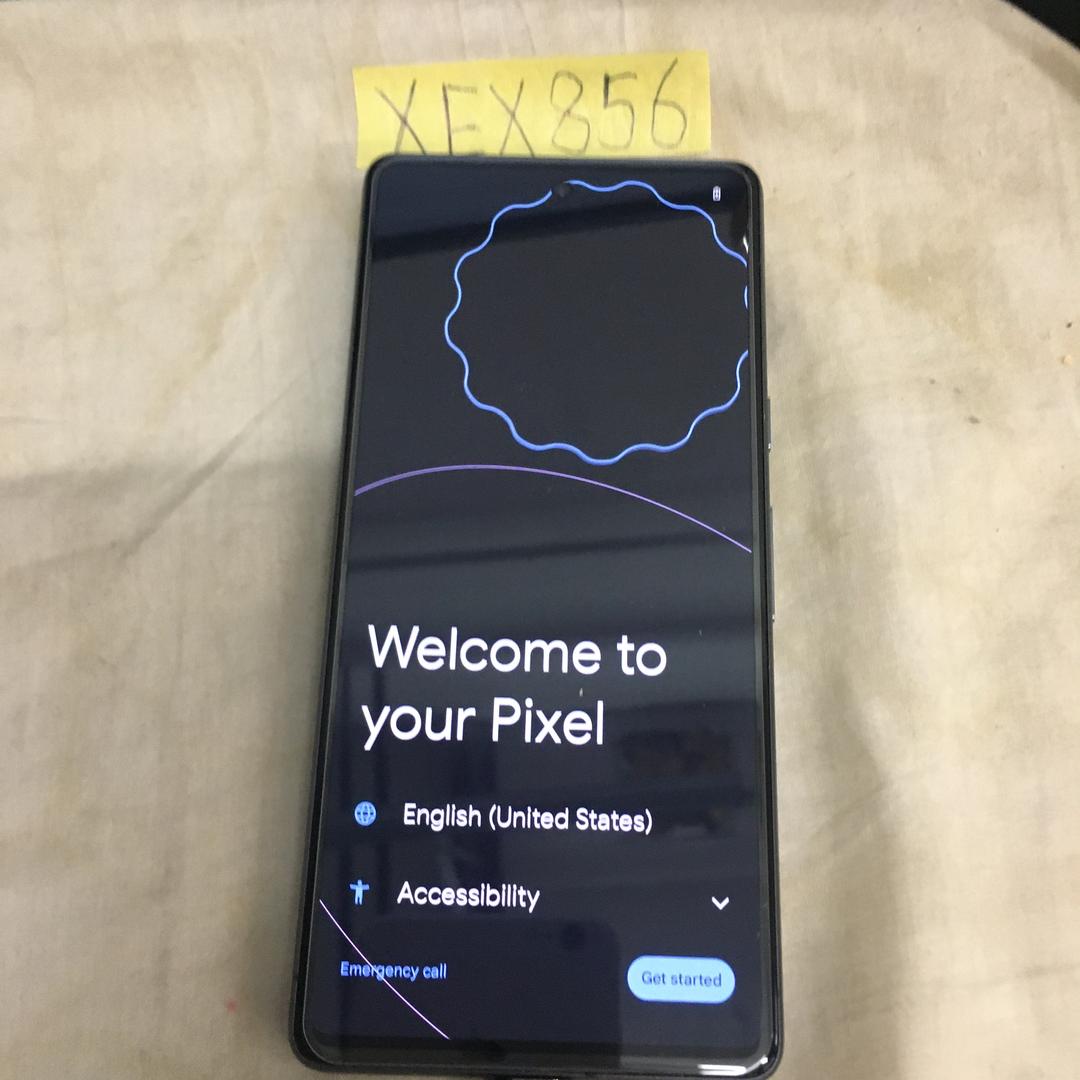 XEX856
Welcome to
your Pixel
English (United States)
Accessibility
Emergency call
Get started